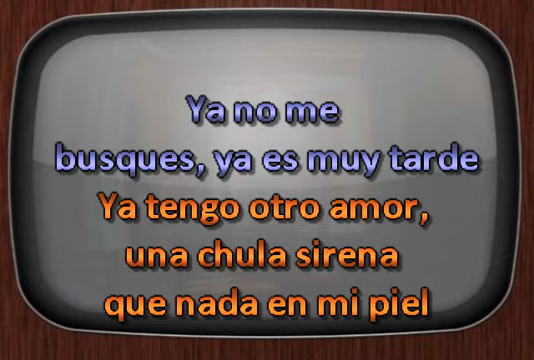 Ya no me
busques, ya es muy tarde
Ya tengo otro amor,
una chula sirena
que nada en mi piel